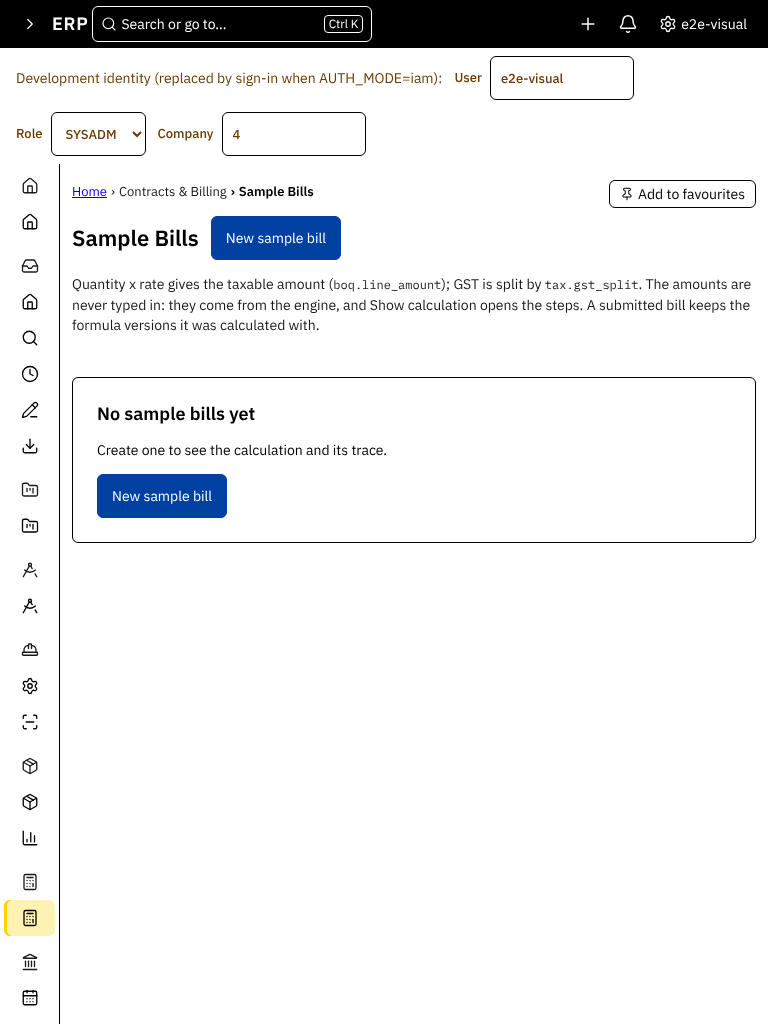 ERP
Search or go to...
Ctrl K
e2e-visual
Development identity (replaced by sign-in when AUTH_MODE=iam):
User
e2e-visual
Role
SYSADM
Company
4
Home › Contracts & Billing › Sample Bills
Add to favourites
Sample Bills
New sample bill
Quantity x rate gives the taxable amount (boq.line_amount); GST is split by tax.gst_split. The amounts are
never typed in: they come from the engine, and Show calculation opens the steps. A submitted bill keeps the
formula versions it was calculated with.
No sample bills yet
Create one to see the calculation and its trace.
New sample bill